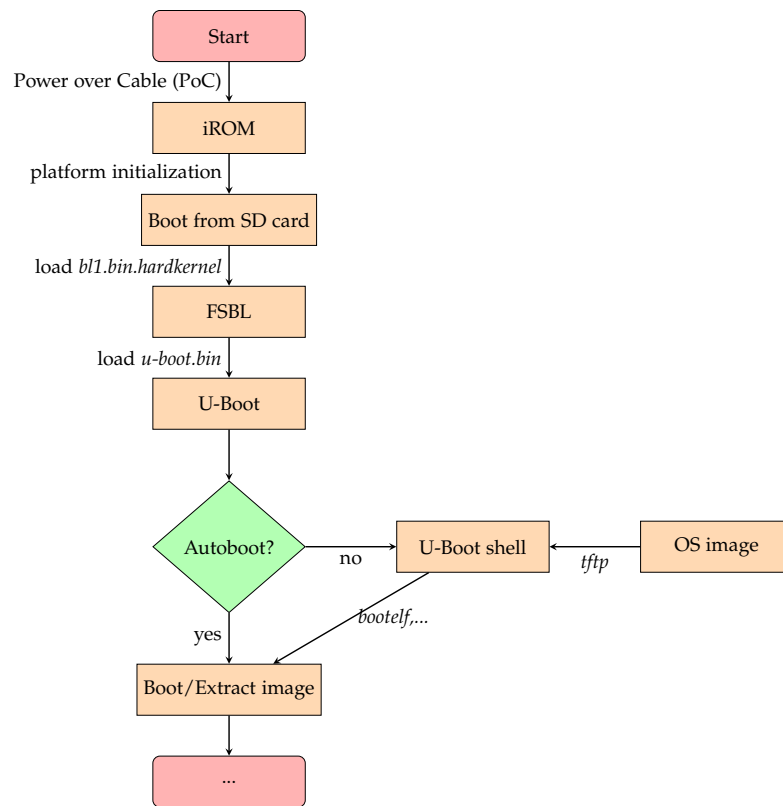 Start
Power over Cable (PoC)
iROM
platform initialization
Boot from SD card
load bl1.bin.hardkernel
FSBL
load u-boot.bin
U-Boot
Autoboot?
no
U-Boot shell
tftp
OS image
bootelf,...
yes
Boot/Extract image
...